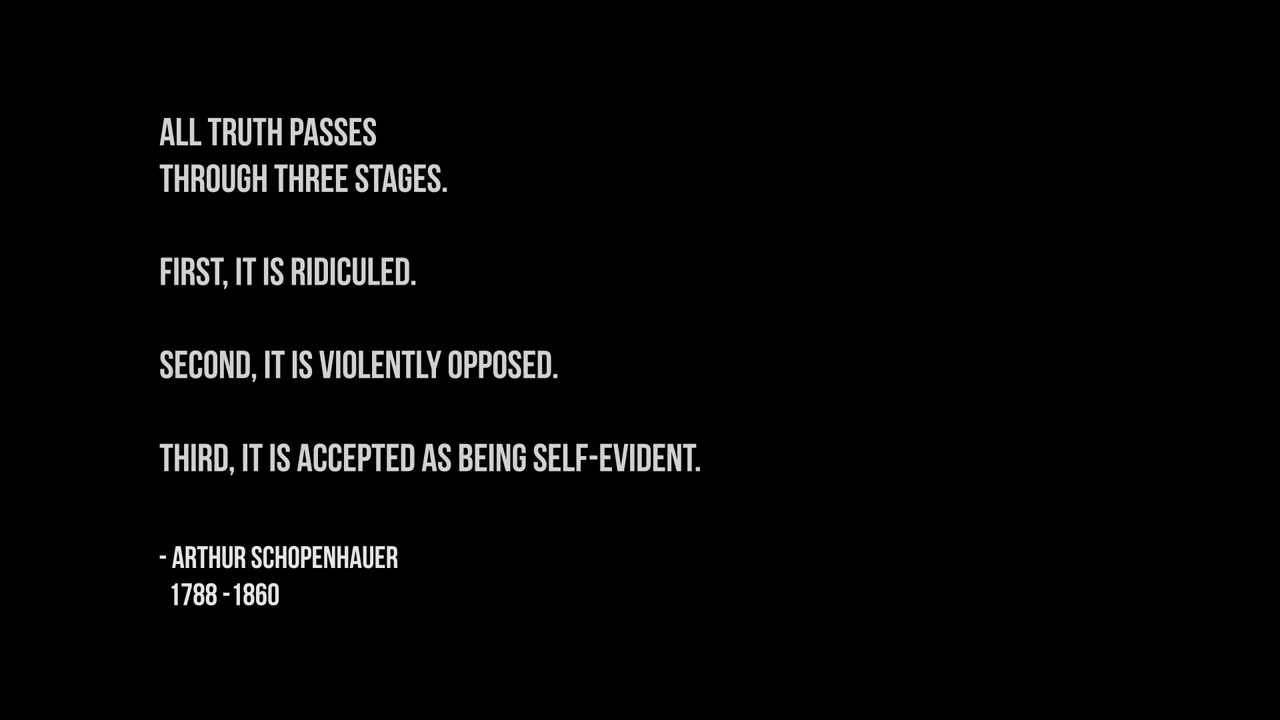 ALL TRUTH PASSES
THROUGH THREE STAGES.
FIRST, IT IS RIDICULED.
SECOND, IT IS VIOLENTLY OPPOSED.
THIRD, IT IS ACCEPTED AS BEING SELF-EVIDENT.
- ARTHUR SCHOPENHAUER
1788 -1860